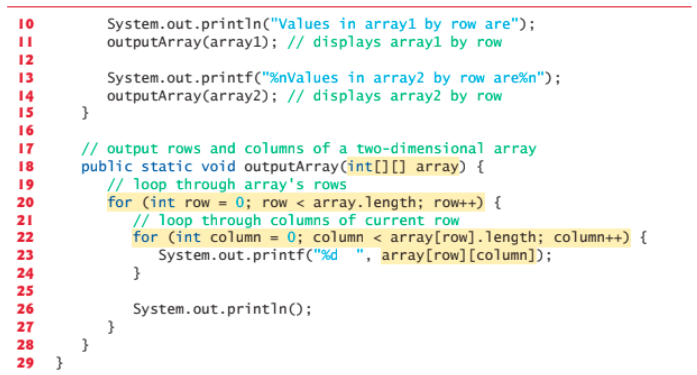 10        System.out.println("Values in array1 by row are");
11        outputArray(array1); // displays array1 by row
12
13        System.out.printf("%nValues in array2 by row are%n");
14        outputArray(array2); // displays array2 by row
15     }
16
17     // output rows and columns of a two-dimensional array
18     public static void outputArray(int[][] array) {
19        // loop through array's rows
20        for (int row = 0; row < array.length; row++) {
21           // loop through columns of current row
22           for (int column = 0; column < array[row].length; column++) {
23              System.out.printf("%d  ", array[row][column]);
24           }
25
26           System.out.println();
27        }
28     }
29  }